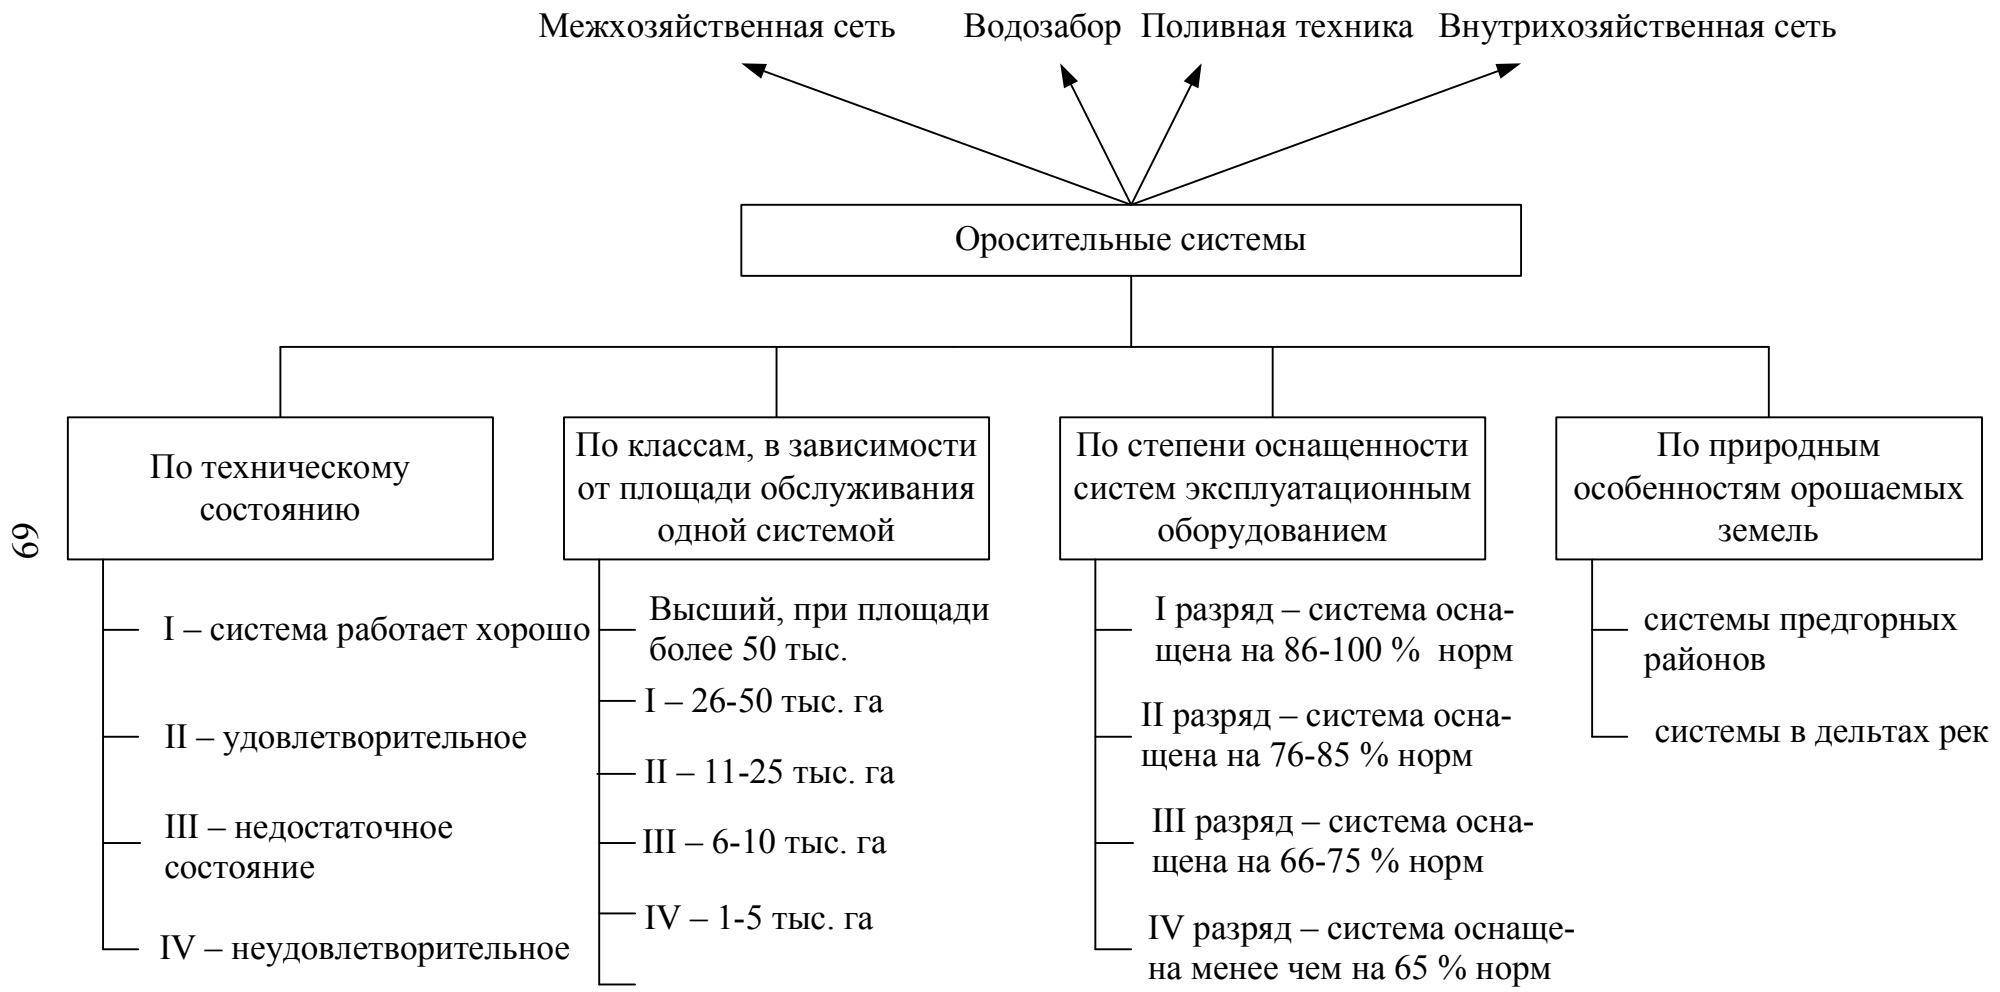 Межхозяйственная сеть
Водозабор
Поливная техника
Внутрихозяйственная сеть
Оросительные системы
По техническому
состоянию
I – система работает хорошо
II – удовлетворительное
III – недостаточное
состояние
IV – неудовлетворительное
По классам, в зависимости
от площади обслуживания
одной системой
Высший, при площади
более 50 тыс.
I – 26-50 тыс. га
II – 11-25 тыс. га
III – 6-10 тыс. га
IV – 1-5 тыс. га
По степени оснащенности
систем эксплуатационным
оборудованием
I разряд – система осна-
щена на 86-100 % норм
II разряд – система осна-
щена на 76-85 % норм
III разряд – система осна-
щена на 66-75 % норм
IV разряд – система оснаще-
на менее чем на 65 % норм
По природным
особенностям орошаемых
земель
системы предгорных
районов
системы в дельтах рек
69